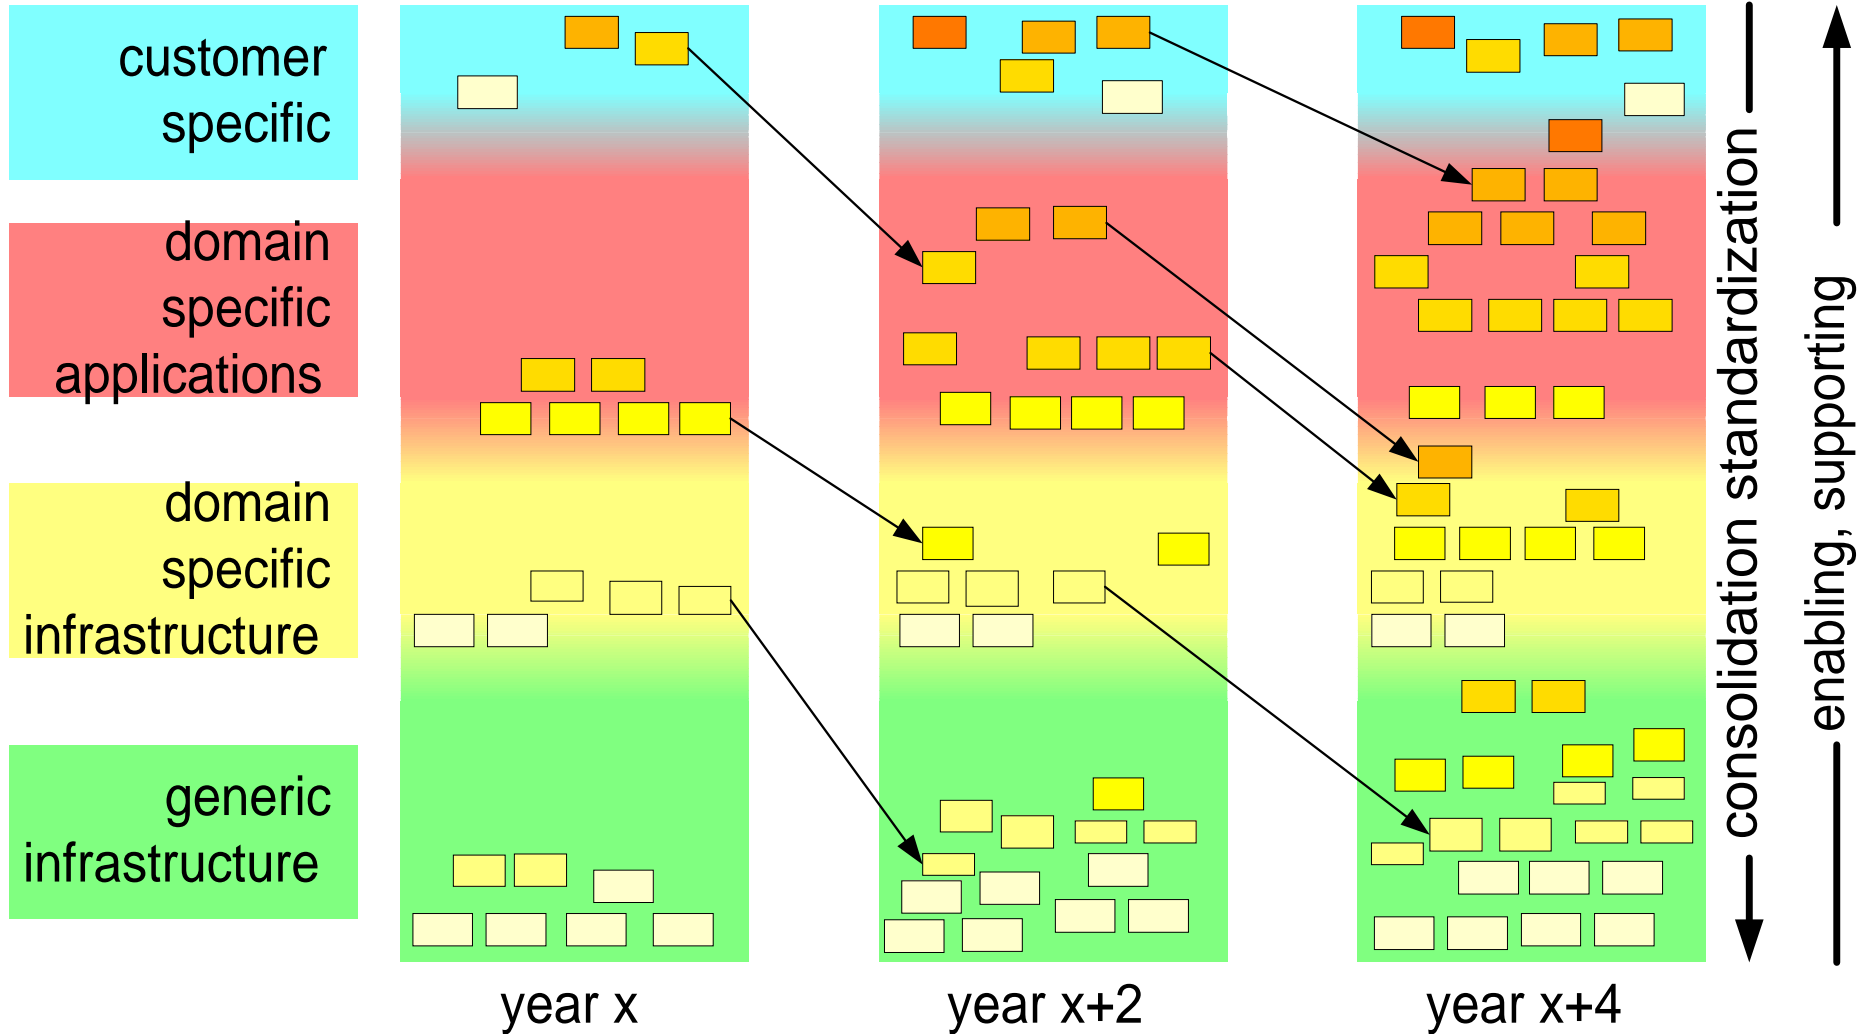 customer
specific
domain
specific
applications
domain
specific
infrastructure
generic
infrastructure
year x
year x+2
year x+4
consolidation standardization
enabling, supporting